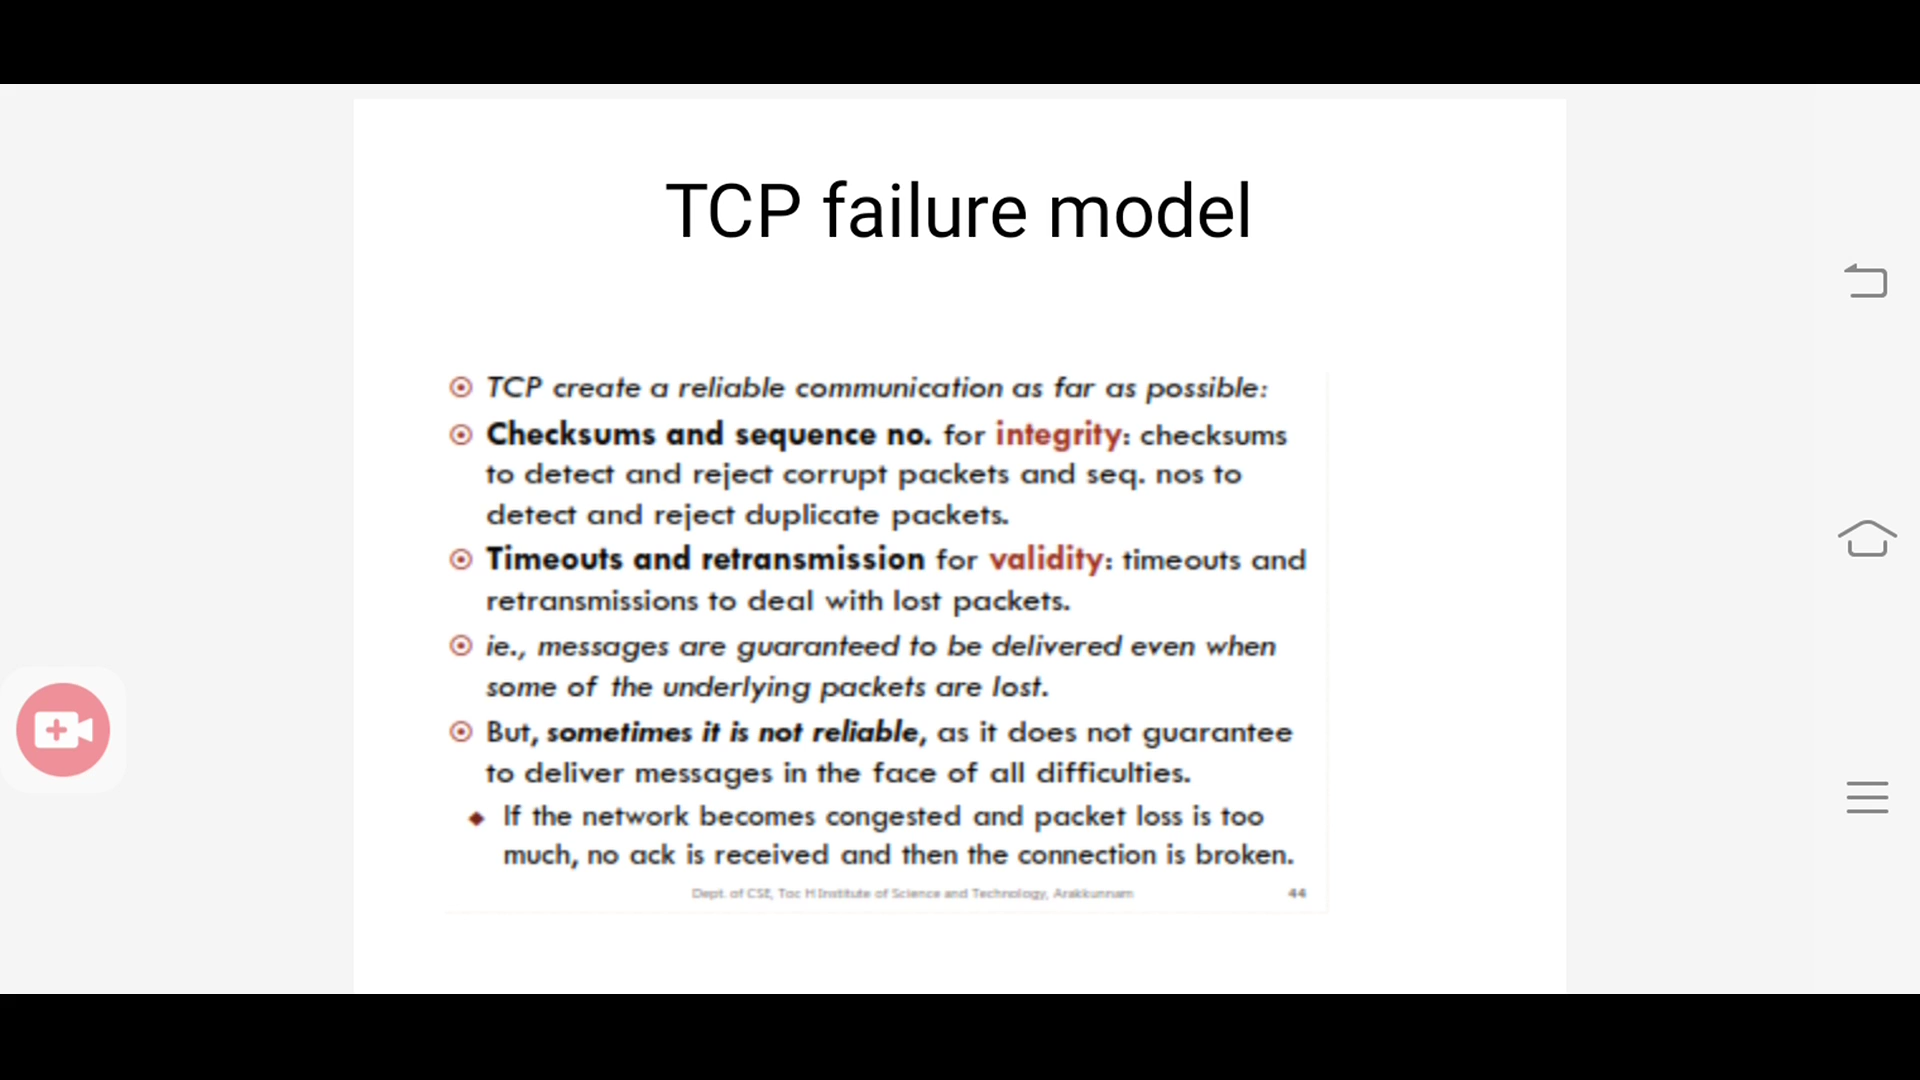 TCP failure model
TCP create a reliable communication as far as possible:
Checksums and sequence no. for integrity: checksums
to detect and reject corrupt packets and seq. nos to
detect and reject duplicate packets.
Timeouts and retransmission for validity: timeouts and
retransmissions to deal with lost packets.
ie., messages are guaranteed to be delivered even when
some of the underlying packets are lost.
But, sometimes it is not reliable, as it does not guarantee
to deliver messages in the face of all difficulties.
If the network becomes congested and packet loss is too
much, no ack is received and then the connection is broken.
Dept. of CSE, Toc H Institute of Science and Technology, Arakkunnam 44